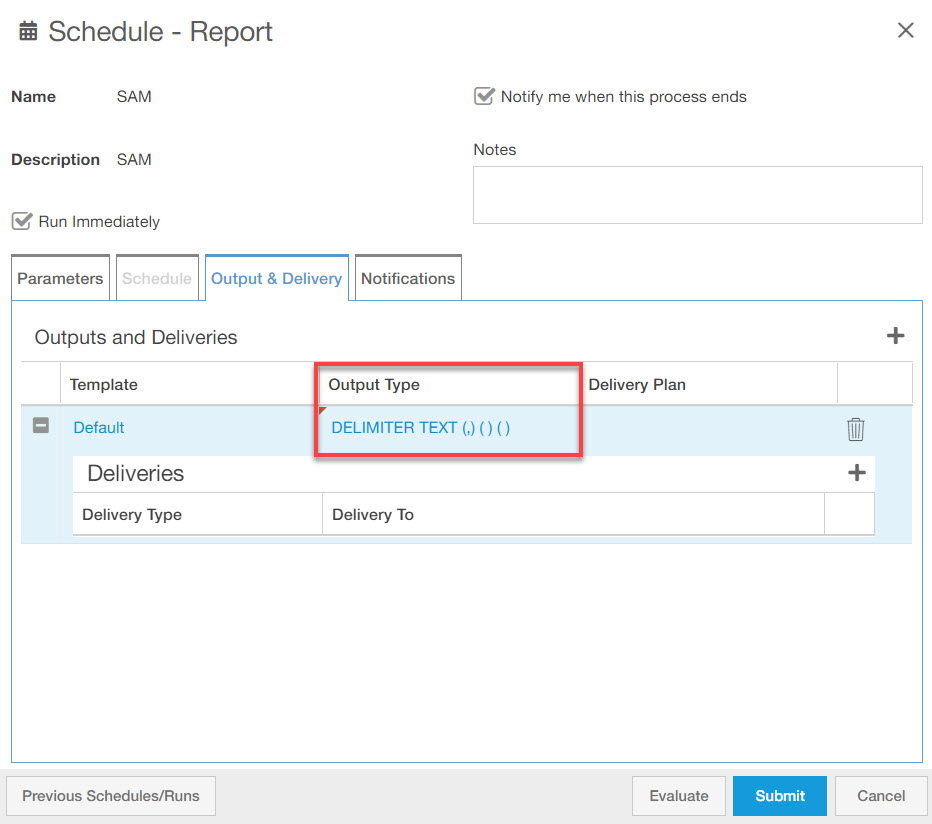 Schedule - Report
Name SAM
Notify me when this process ends
Description SAM
Notes
Run Immediately
Parameters Schedule Output & Delivery Notifications
Outputs and Deliveries
Template Output Type Delivery Plan
Default DELIMITER TEXT (,) ( ) ( )
Deliveries
Delivery Type Delivery To
Previous Schedules/Runs Evaluate Submit Cancel